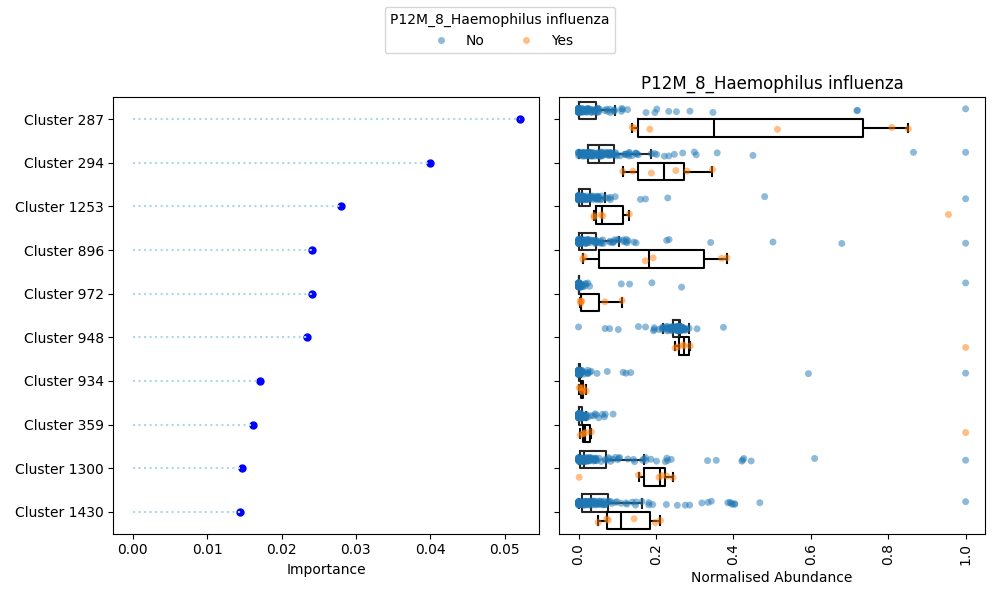 P12M_8_Haemophilus influenza
No Yes
P12M_8_Haemophilus influenza
Cluster 287
Cluster 294
Cluster 1253
Cluster 896
Cluster 972
Cluster 948
Cluster 934
Cluster 359
Cluster 1300
Cluster 1430
0.00 0.01 0.02 0.03 0.04 0.05
Importance
0.0 0.2 0.4 0.6 0.8 1.0
Normalised Abundance